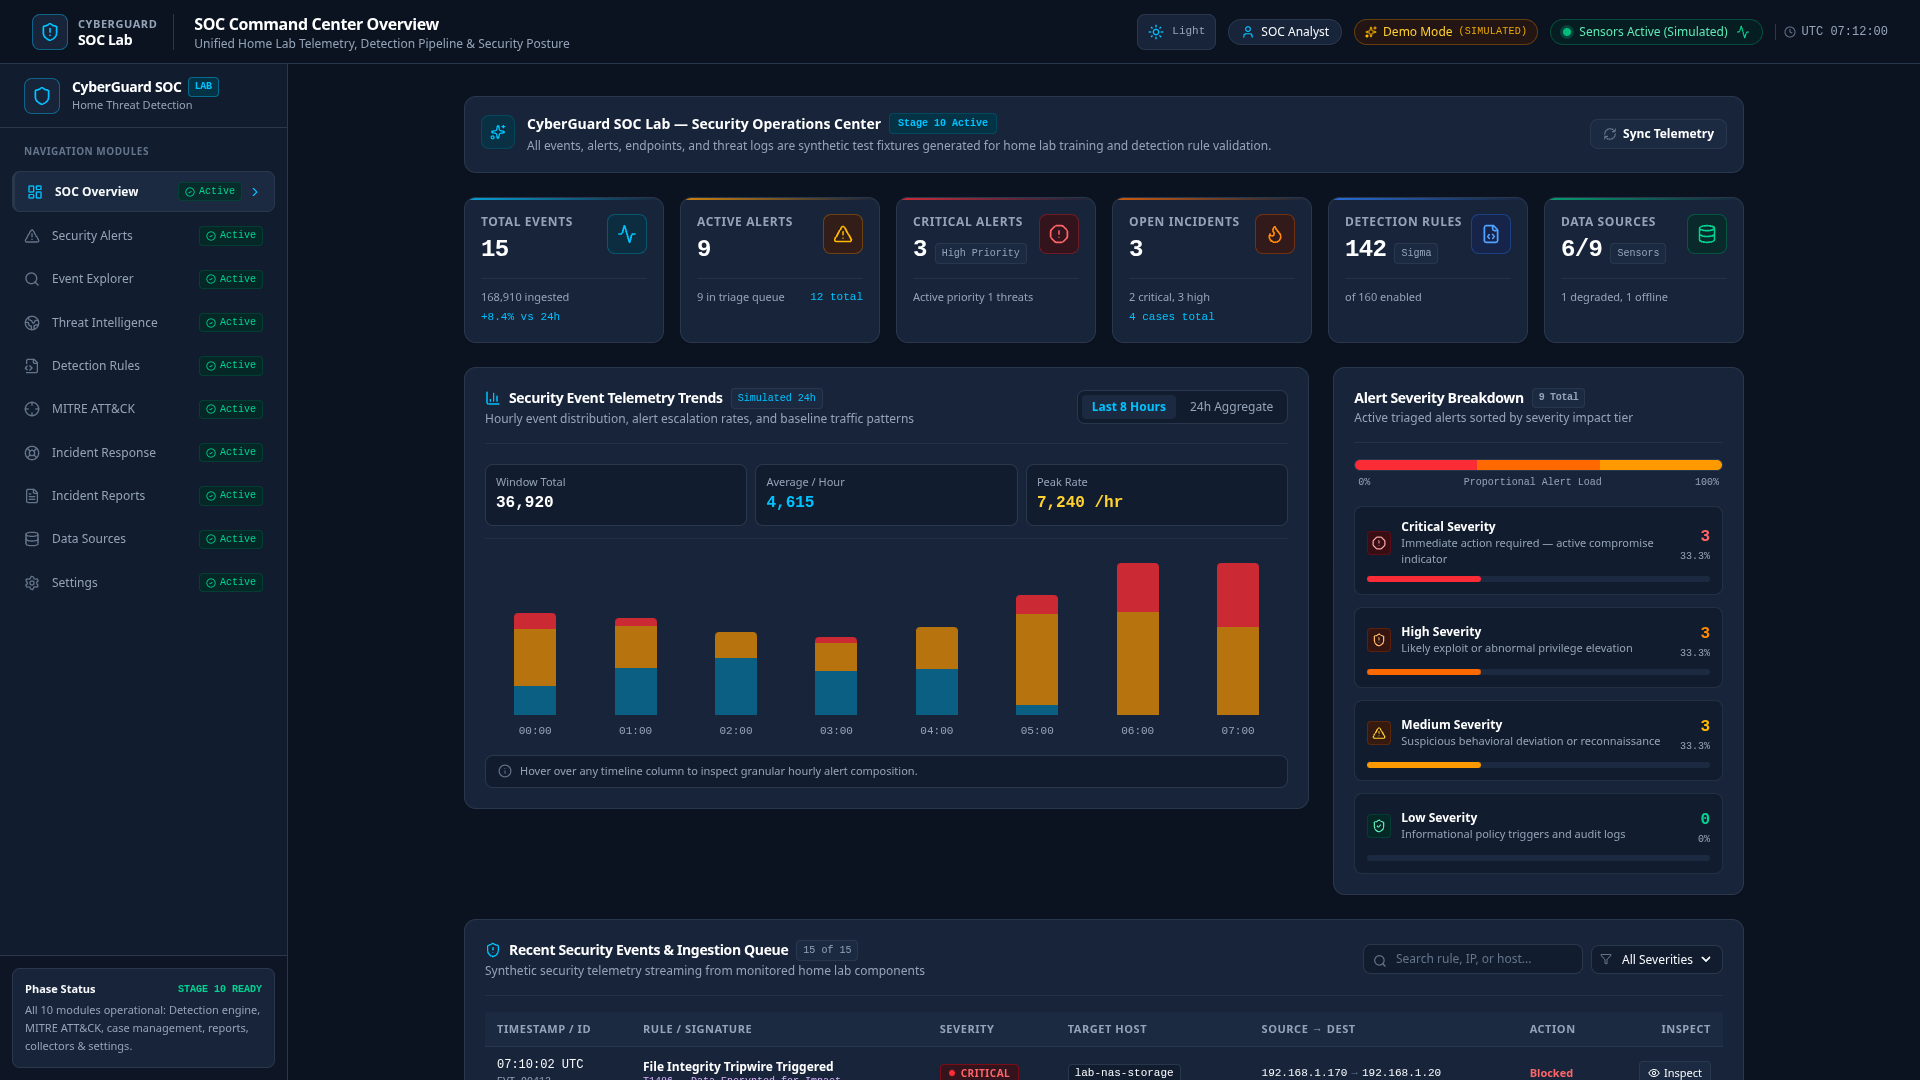 CYBERGUARD
SOC Lab
SOC Command Center Overview
Unified Home Lab Telemetry, Detection Pipeline & Security Posture
Light
SOC Analyst
Demo Mode (SIMULATED)
Sensors Active (Simulated)
UTC 07:12:00
CyberGuard SOC LAB
Home Threat Detection
NAVIGATION MODULES
SOC Overview Active
Security Alerts Active
Event Explorer Active
Threat Intelligence Active
Detection Rules Active
MITRE ATT&CK Active
Incident Response Active
Incident Reports Active
Data Sources Active
Settings Active
Phase Status STAGE 10 READY
All 10 modules operational: Detection engine,
MITRE ATT&CK, case management, reports,
collectors & settings.
CyberGuard SOC Lab — Security Operations Center Stage 10 Active
All events, alerts, endpoints, and threat logs are synthetic test fixtures generated for home lab training and detection rule validation.
Sync Telemetry
TOTAL EVENTS
15
168,910 ingested
+8.4% vs 24h
ACTIVE ALERTS
9
9 in triage queue 12 total
CRITICAL ALERTS
3 High Priority
Active priority 1 threats
OPEN INCIDENTS
3
2 critical, 3 high
4 cases total
DETECTION RULES
142 Sigma
of 160 enabled
DATA SOURCES
6/9 Sensors
1 degraded, 1 offline
Security Event Telemetry Trends Simulated 24h
Hourly event distribution, alert escalation rates, and baseline traffic patterns
Last 8 Hours 24h Aggregate
Window Total
36,920
Average / Hour
4,615
Peak Rate
7,240 /hr
00:00 01:00 02:00 03:00 04:00 05:00 06:00 07:00
Hover over any timeline column to inspect granular hourly alert composition.
Alert Severity Breakdown 9 Total
Active triaged alerts sorted by severity impact tier
0% Proportional Alert Load 100%
Critical Severity
Immediate action required — active compromise
indicator
3
33.3%
High Severity
Likely exploit or abnormal privilege elevation
3
33.3%
Medium Severity
Suspicious behavioral deviation or reconnaissance
3
33.3%
Low Severity
Informational policy triggers and audit logs
0
0%
Recent Security Events & Ingestion Queue 15 of 15
Synthetic security telemetry streaming from monitored home lab components
Search rule, IP, or host...
All Severities
TIMESTAMP / ID RULE / SIGNATURE SEVERITY TARGET HOST SOURCE → DEST ACTION INSPECT
07:10:02 UTC File Integrity Tripwire Triggered CRITICAL lab-nas-storage 192.168.1.170 → 192.168.1.20 Blocked Inspect